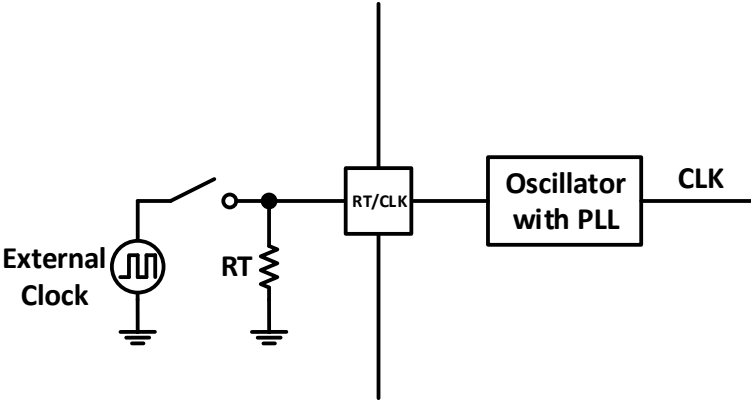 External
Clock
RT
RT/CLK
Oscillator
with PLL
CLK